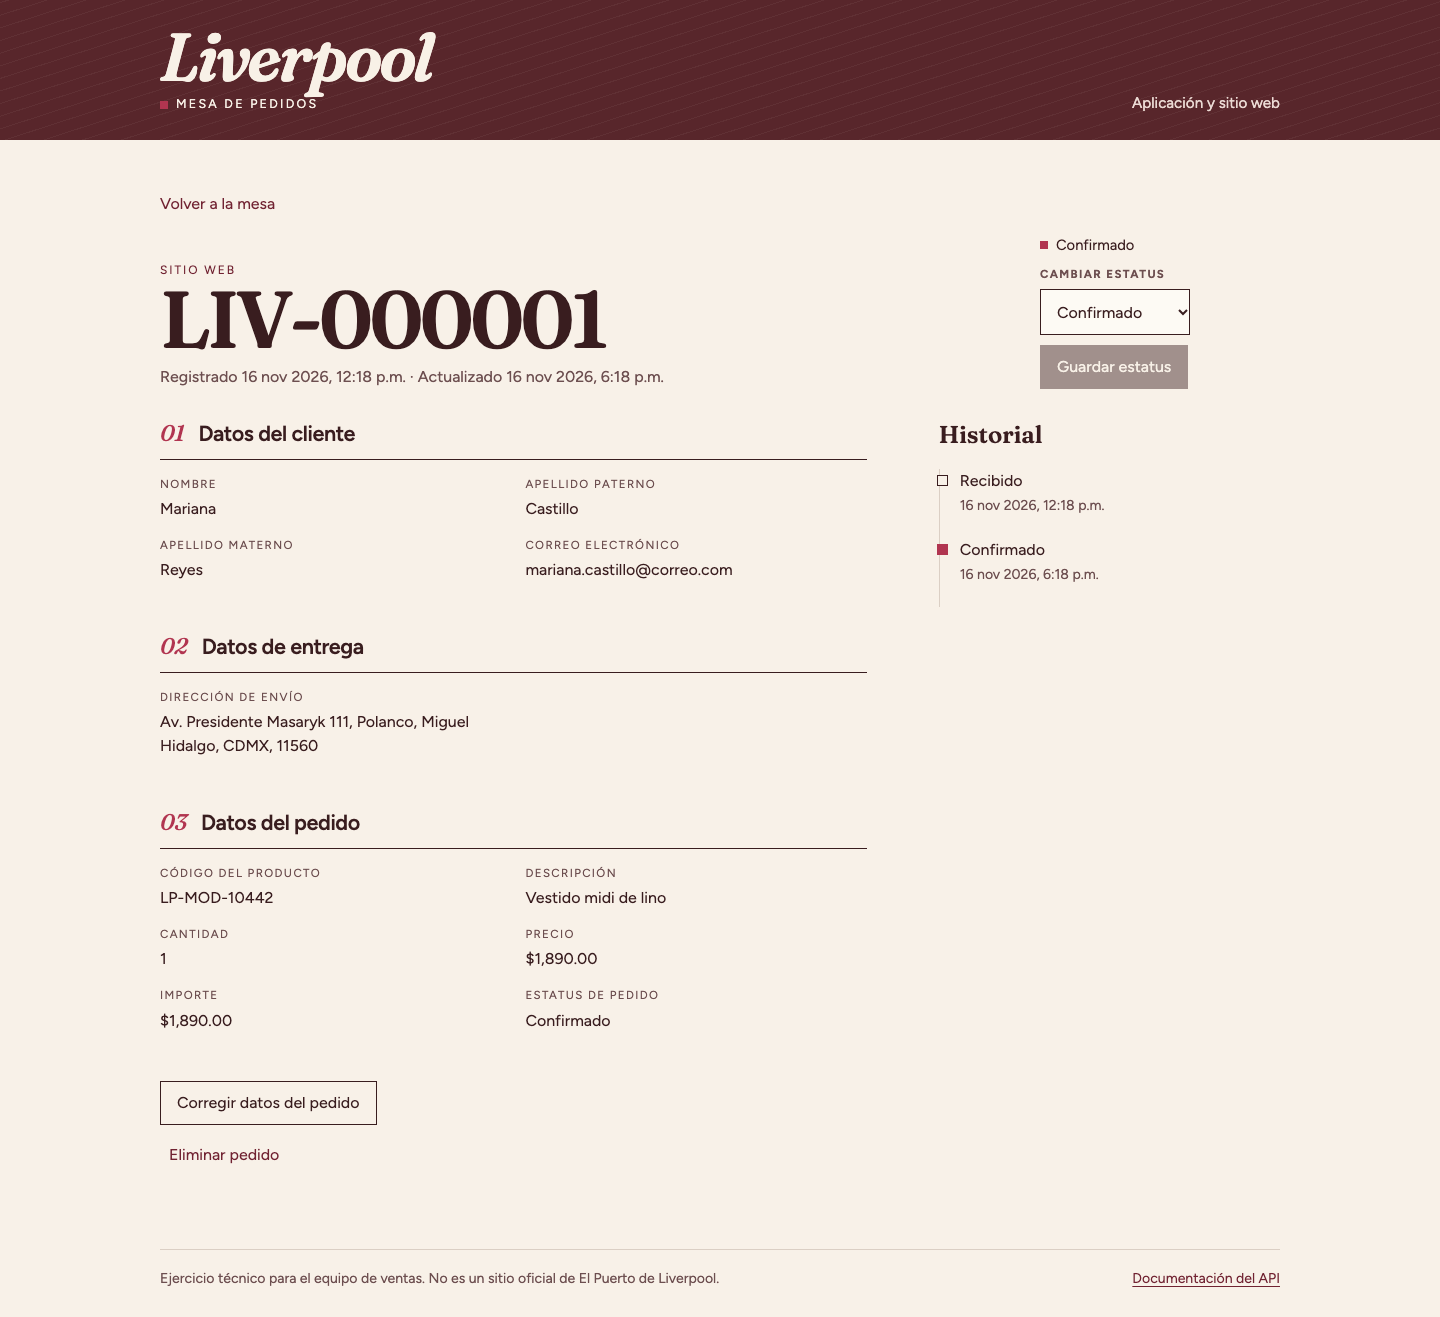 Liverpool
MESA DE PEDIDOS
Aplicación y sitio web
Volver a la mesa
SITIO WEB
LIV-000001
Registrado 16 nov 2026, 12:18 p.m. · Actualizado 16 nov 2026, 6:18 p.m.
Confirmado
CAMBIAR ESTATUS
Confirmado
Guardar estatus
01 Datos del cliente
NOMBRE
Mariana
APELLIDO PATERNO
Castillo
APELLIDO MATERNO
Reyes
CORREO ELECTRÓNICO
mariana.castillo@correo.com
02 Datos de entrega
DIRECCIÓN DE ENVÍO
Av. Presidente Masaryk 111, Polanco, Miguel
Hidalgo, CDMX, 11560
03 Datos del pedido
CÓDIGO DEL PRODUCTO
LP-MOD-10442
DESCRIPCIÓN
Vestido midi de lino
CANTIDAD
1
PRECIO
$1,890.00
IMPORTE
$1,890.00
ESTATUS DE PEDIDO
Confirmado
Corregir datos del pedido
Eliminar pedido
Historial
Recibido
16 nov 2026, 12:18 p.m.
Confirmado
16 nov 2026, 6:18 p.m.
Ejercicio técnico para el equipo de ventas. No es un sitio oficial de El Puerto de Liverpool.
Documentación del API